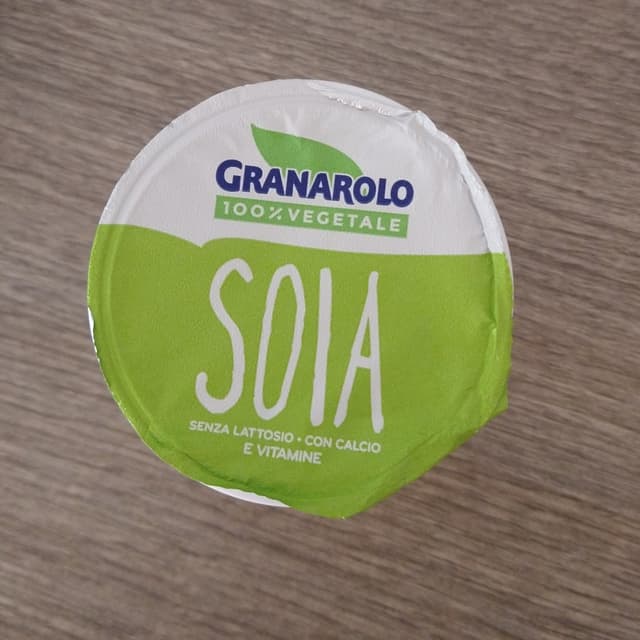 GRANAROLO
100% VEGETALE
SOIA
SENZA LATTOSIO • CON CALCIO
E VITAMINE